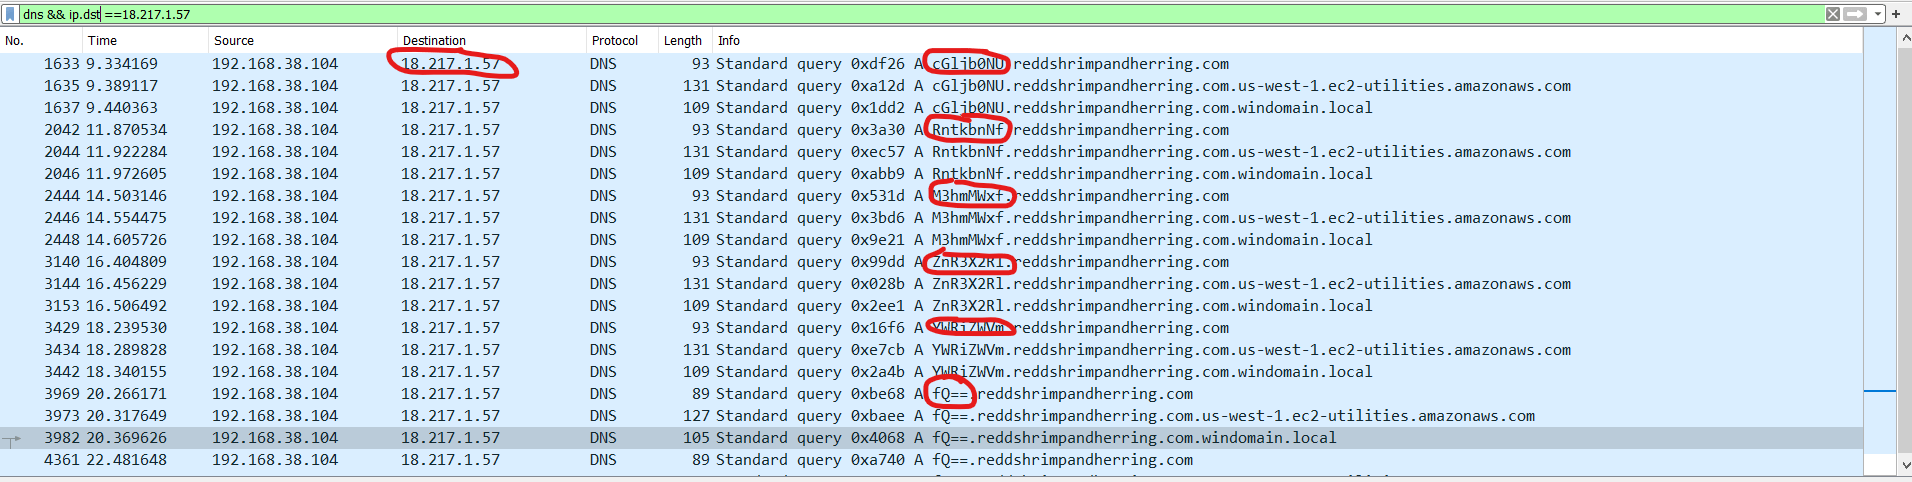 dns && ip.dst ==18.217.1.57
No. Time Source Destination Protocol Length Info
1633 9.334169 192.168.38.104 18.217.1.57 DNS 93 Standard query 0xdf26 A cGljb0NU.reddshrimpandherring.com
1635 9.389117 192.168.38.104 18.217.1.57 DNS 131 Standard query 0xa12d A cGljb0NU.reddshrimpandherring.com.us-west-1.ec2-utilities.amazonaws.com
1637 9.440363 192.168.38.104 18.217.1.57 DNS 109 Standard query 0x1dd2 A cGljb0NU.reddshrimpandherring.com.windomain.local
2042 11.870534 192.168.38.104 18.217.1.57 DNS 93 Standard query 0x3a30 A RntkbnNf.reddshrimpandherring.com
2044 11.922284 192.168.38.104 18.217.1.57 DNS 131 Standard query 0xec57 A RntkbnNf.reddshrimpandherring.com.us-west-1.ec2-utilities.amazonaws.com
2046 11.972605 192.168.38.104 18.217.1.57 DNS 109 Standard query 0xabb9 A RntkbnNf.reddshrimpandherring.com.windomain.local
2444 14.503146 192.168.38.104 18.217.1.57 DNS 93 Standard query 0x531d A M3hmMWxf.reddshrimpandherring.com
2446 14.554475 192.168.38.104 18.217.1.57 DNS 131 Standard query 0x3bd6 A M3hmMWxf.reddshrimpandherring.com.us-west-1.ec2-utilities.amazonaws.com
2448 14.605726 192.168.38.104 18.217.1.57 DNS 109 Standard query 0x9e21 A M3hmMWxf.reddshrimpandherring.com.windomain.local
3140 16.404809 192.168.38.104 18.217.1.57 DNS 93 Standard query 0x99dd A ZnR3X2Rl.reddshrimpandherring.com
3144 16.456229 192.168.38.104 18.217.1.57 DNS 131 Standard query 0x028b A ZnR3X2Rl.reddshrimpandherring.com.us-west-1.ec2-utilities.amazonaws.com
3153 16.506492 192.168.38.104 18.217.1.57 DNS 109 Standard query 0x2ee1 A ZnR3X2Rl.reddshrimpandherring.com.windomain.local
3429 18.239530 192.168.38.104 18.217.1.57 DNS 93 Standard query 0x16f6 A YWRiZWVm.reddshrimpandherring.com
3434 18.289828 192.168.38.104 18.217.1.57 DNS 131 Standard query 0xe7cb A YWRiZWVm.reddshrimpandherring.com.us-west-1.ec2-utilities.amazonaws.com
3442 18.340155 192.168.38.104 18.217.1.57 DNS 109 Standard query 0x2a4b A YWRiZWVm.reddshrimpandherring.com.windomain.local
3969 20.266171 192.168.38.104 18.217.1.57 DNS 89 Standard query 0xbe68 A fQ==.reddshrimpandherring.com
3973 20.317649 192.168.38.104 18.217.1.57 DNS 127 Standard query 0xbaee A fQ==.reddshrimpandherring.com.us-west-1.ec2-utilities.amazonaws.com
3982 20.369626 192.168.38.104 18.217.1.57 DNS 105 Standard query 0x4068 A fQ==.reddshrimpandherring.com.windomain.local
4361 22.481648 192.168.38.104 18.217.1.57 DNS 89 Standard query 0xa740 A fQ==.reddshrimpandherring.com